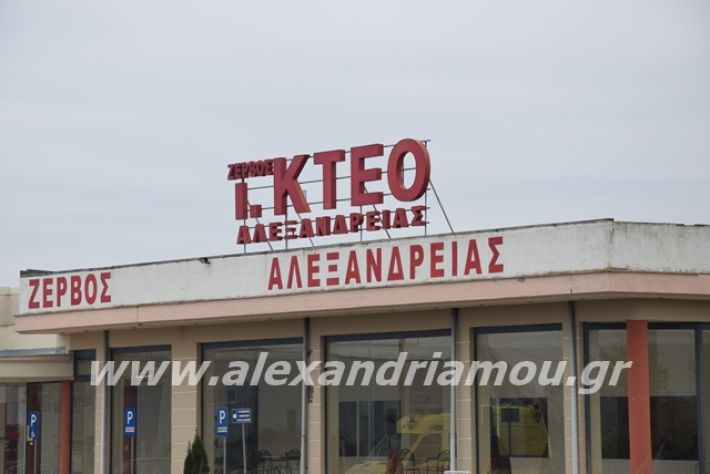 ΖΕΡΒΟΣ
Ι. ΚΤΕΟ
ΑΛΕΞΑΝΔΡΕΙΑΣ
ΖΕΡΒΟΣ ΑΛΕΞΑΝΔΡΕΙΑΣ
www.alexandriamou.gr
P
P
P